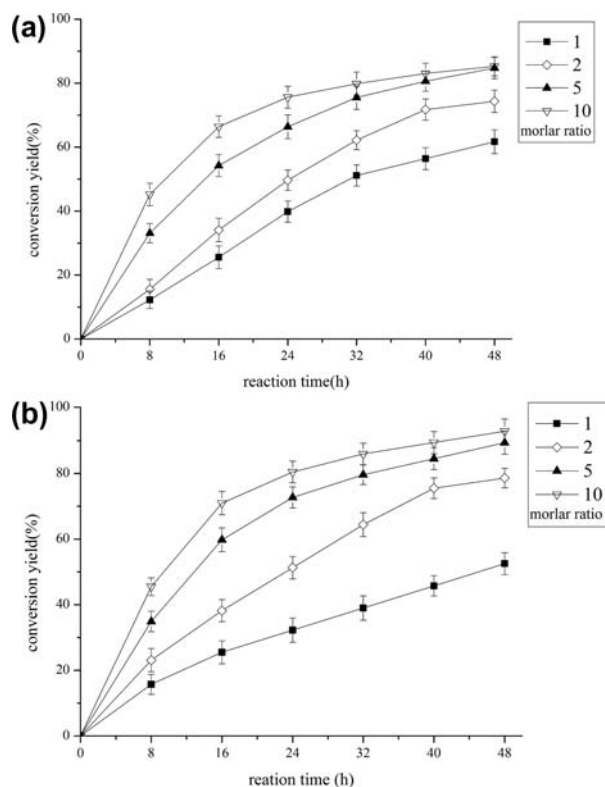 (a)
100
80
60
40
20
0
conversion yield(%)
0 8 16 24 32 40 48
reaction time(h)
1
2
5
10
morlar ratio
(b)
100
80
60
40
20
0
conversion yield(%)
0 8 16 24 32 40 48
reation time (h)
1
2
5
10
morlar ratio